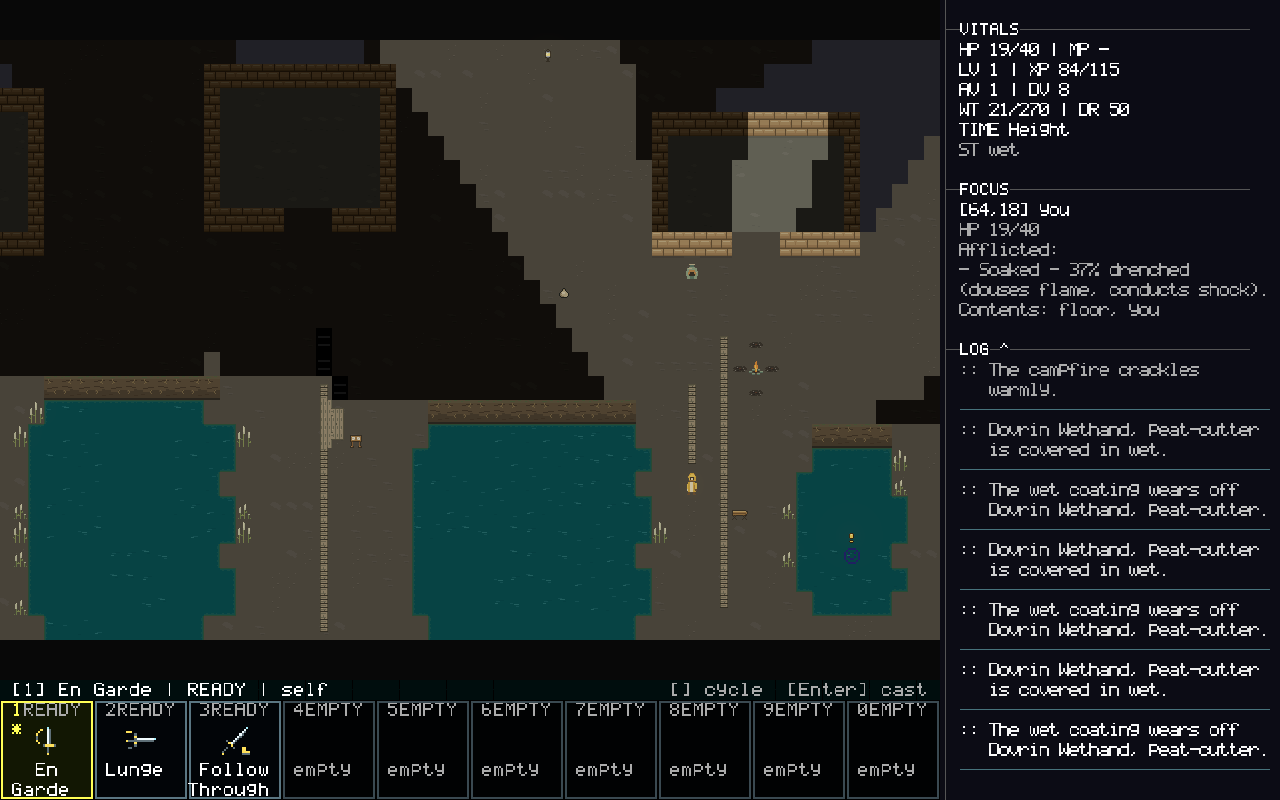 VITALS
HP 19/40 | MP -
LV 1 | XP 84/115
AV 1 | DV 8
WT 21/270 | DR 50
TIME Height
ST wet
FOCUS
[64,18] You
HP 19/40
Afflicted:
- Soaked - 37% drenched
(douses flame, conducts shock).
Contents: floor, You
LOG ^
:: The campfire crackles
warmly.
:: Dovrin Wethand, Peat-cutter
is covered in wet.
:: The wet coating wears off
Dovrin Wethand, Peat-cutter.
:: Dovrin Wethand, Peat-cutter
is covered in wet.
:: The wet coating wears off
Dovrin Wethand, Peat-cutter.
:: Dovrin Wethand, Peat-cutter
is covered in wet.
:: The wet coating wears off
Dovrin Wethand, Peat-cutter.
[1] En Garde | READY | self
[] cycle [Enter] cast
1READY 2READY 3READY 4EMPTY 5EMPTY 6EMPTY 7EMPTY 8EMPTY 9EMPTY 0EMPTY
*
En Garde
Lunge
Follow Through
empty empty empty empty empty empty empty